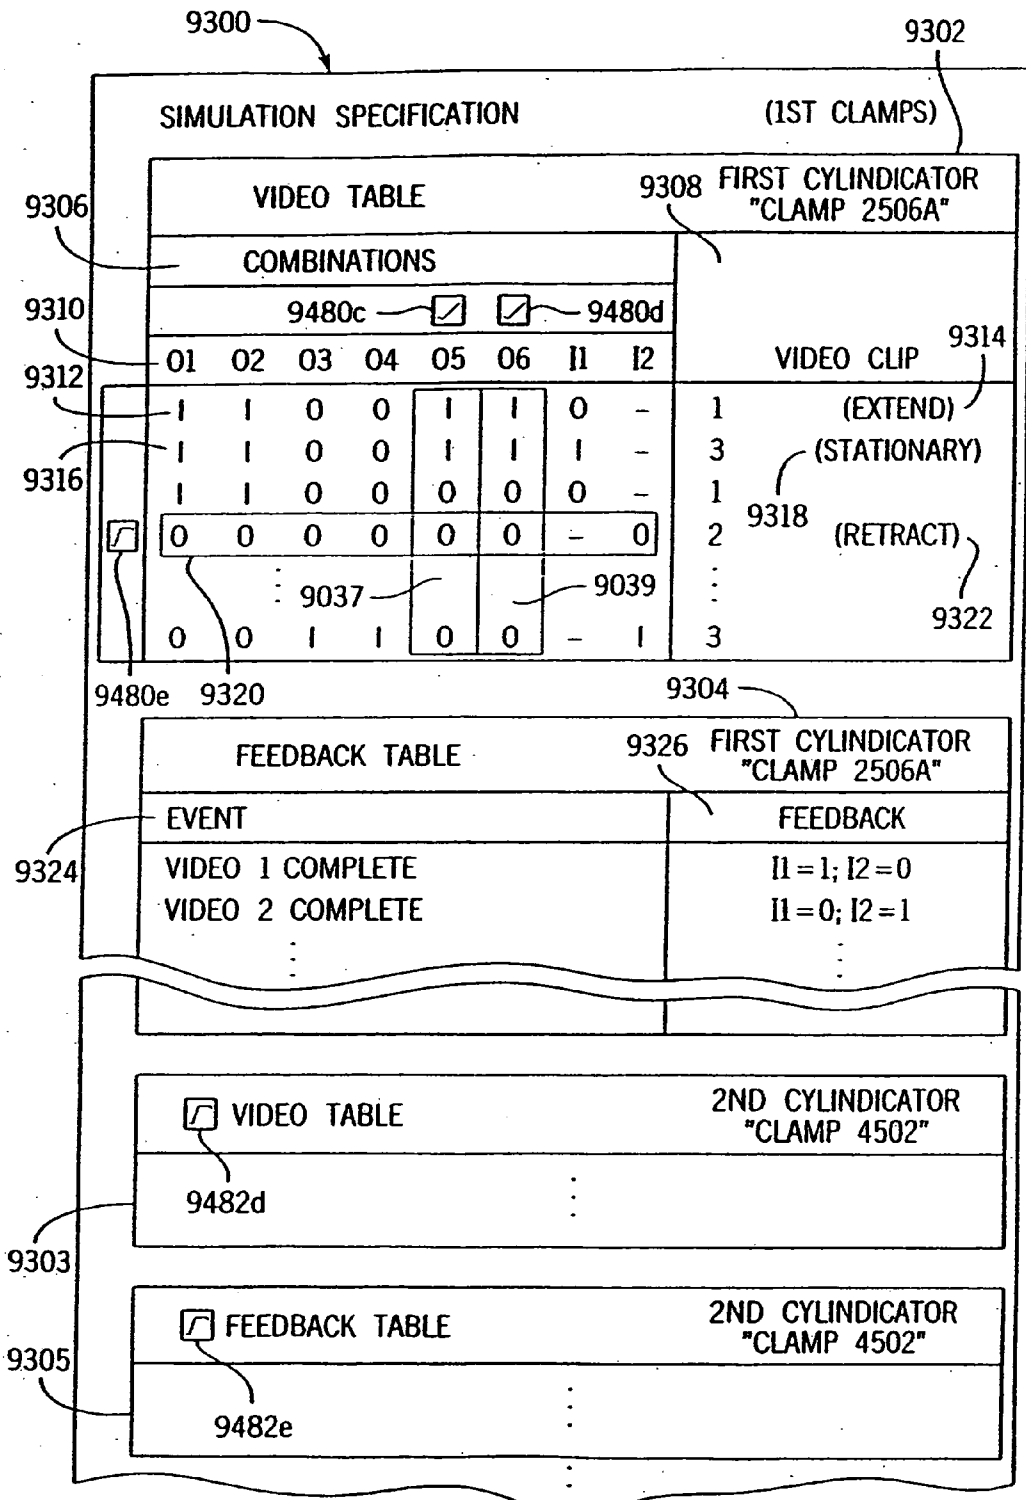 9300
9302
SIMULATION SPECIFICATION (1ST CLAMPS)
9306 VIDEO TABLE 9308 FIRST CYLINDICATOR
"CLAMP 2506A"
COMBINATIONS
9310 9480c 9480d
O1 O2 O3 O4 O5 O6 I1 I2 VIDEO CLIP 9314
9312 1 1 0 0 1 1 0 - 1 (EXTEND)
9316 1 1 0 0 1 1 1 - 3 (STATIONARY)
1 1 0 0 0 0 0 - 1 9318
0 0 0 0 0 0 - 0 2 (RETRACT)
9037 9039 9322
0 0 1 1 0 0 - 1 3
9480e 9320 9304
FEEDBACK TABLE 9326 FIRST CYLINDICATOR
"CLAMP 2506A"
EVENT FEEDBACK
9324 VIDEO 1 COMPLETE I1=1; I2=0
VIDEO 2 COMPLETE I1=0; I2=1
VIDEO TABLE 2ND CYLINDICATOR
"CLAMP 4502"
9482d
9303
FEEDBACK TABLE 2ND CYLINDICATOR
"CLAMP 4502"
9305
9482e